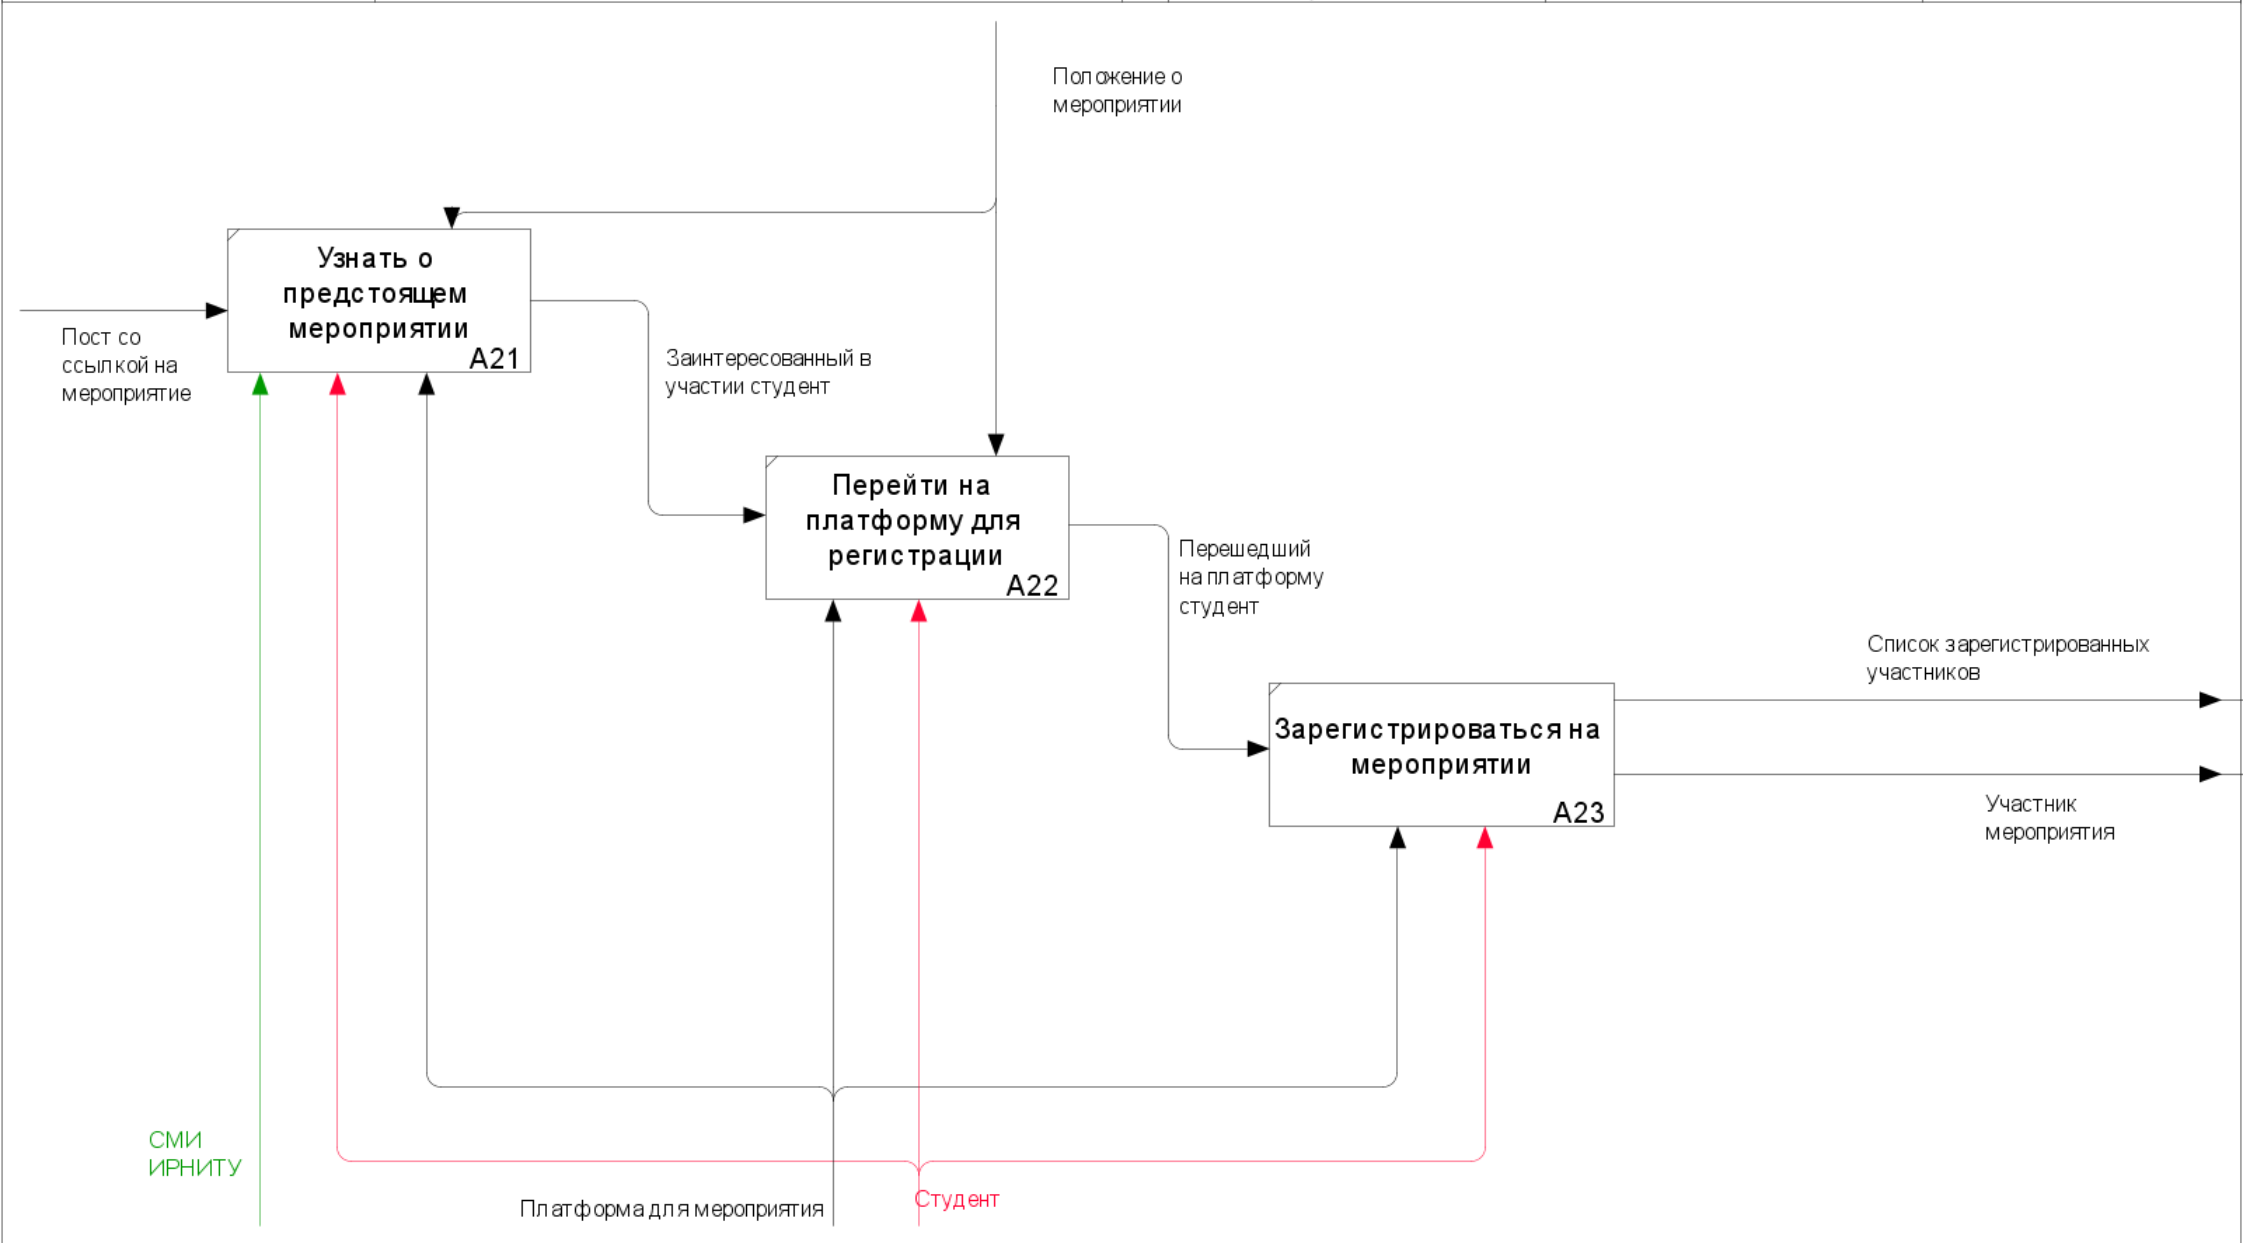 Положение о
мероприятии
Узнать о
предстоящем
мероприятии
A21
Пост со
ссылкой на
мероприятие
Заинтересованный в
участии студент
Перейти на
платформу для
регистрации
A22
Перешедший
на платформу
студент
Список зарегистрированных
участников
Зарегистрироваться на
мероприятии
A23
Участник
мероприятия
СМИ
ИРНИТУ
Платформа для мероприятия
Студент